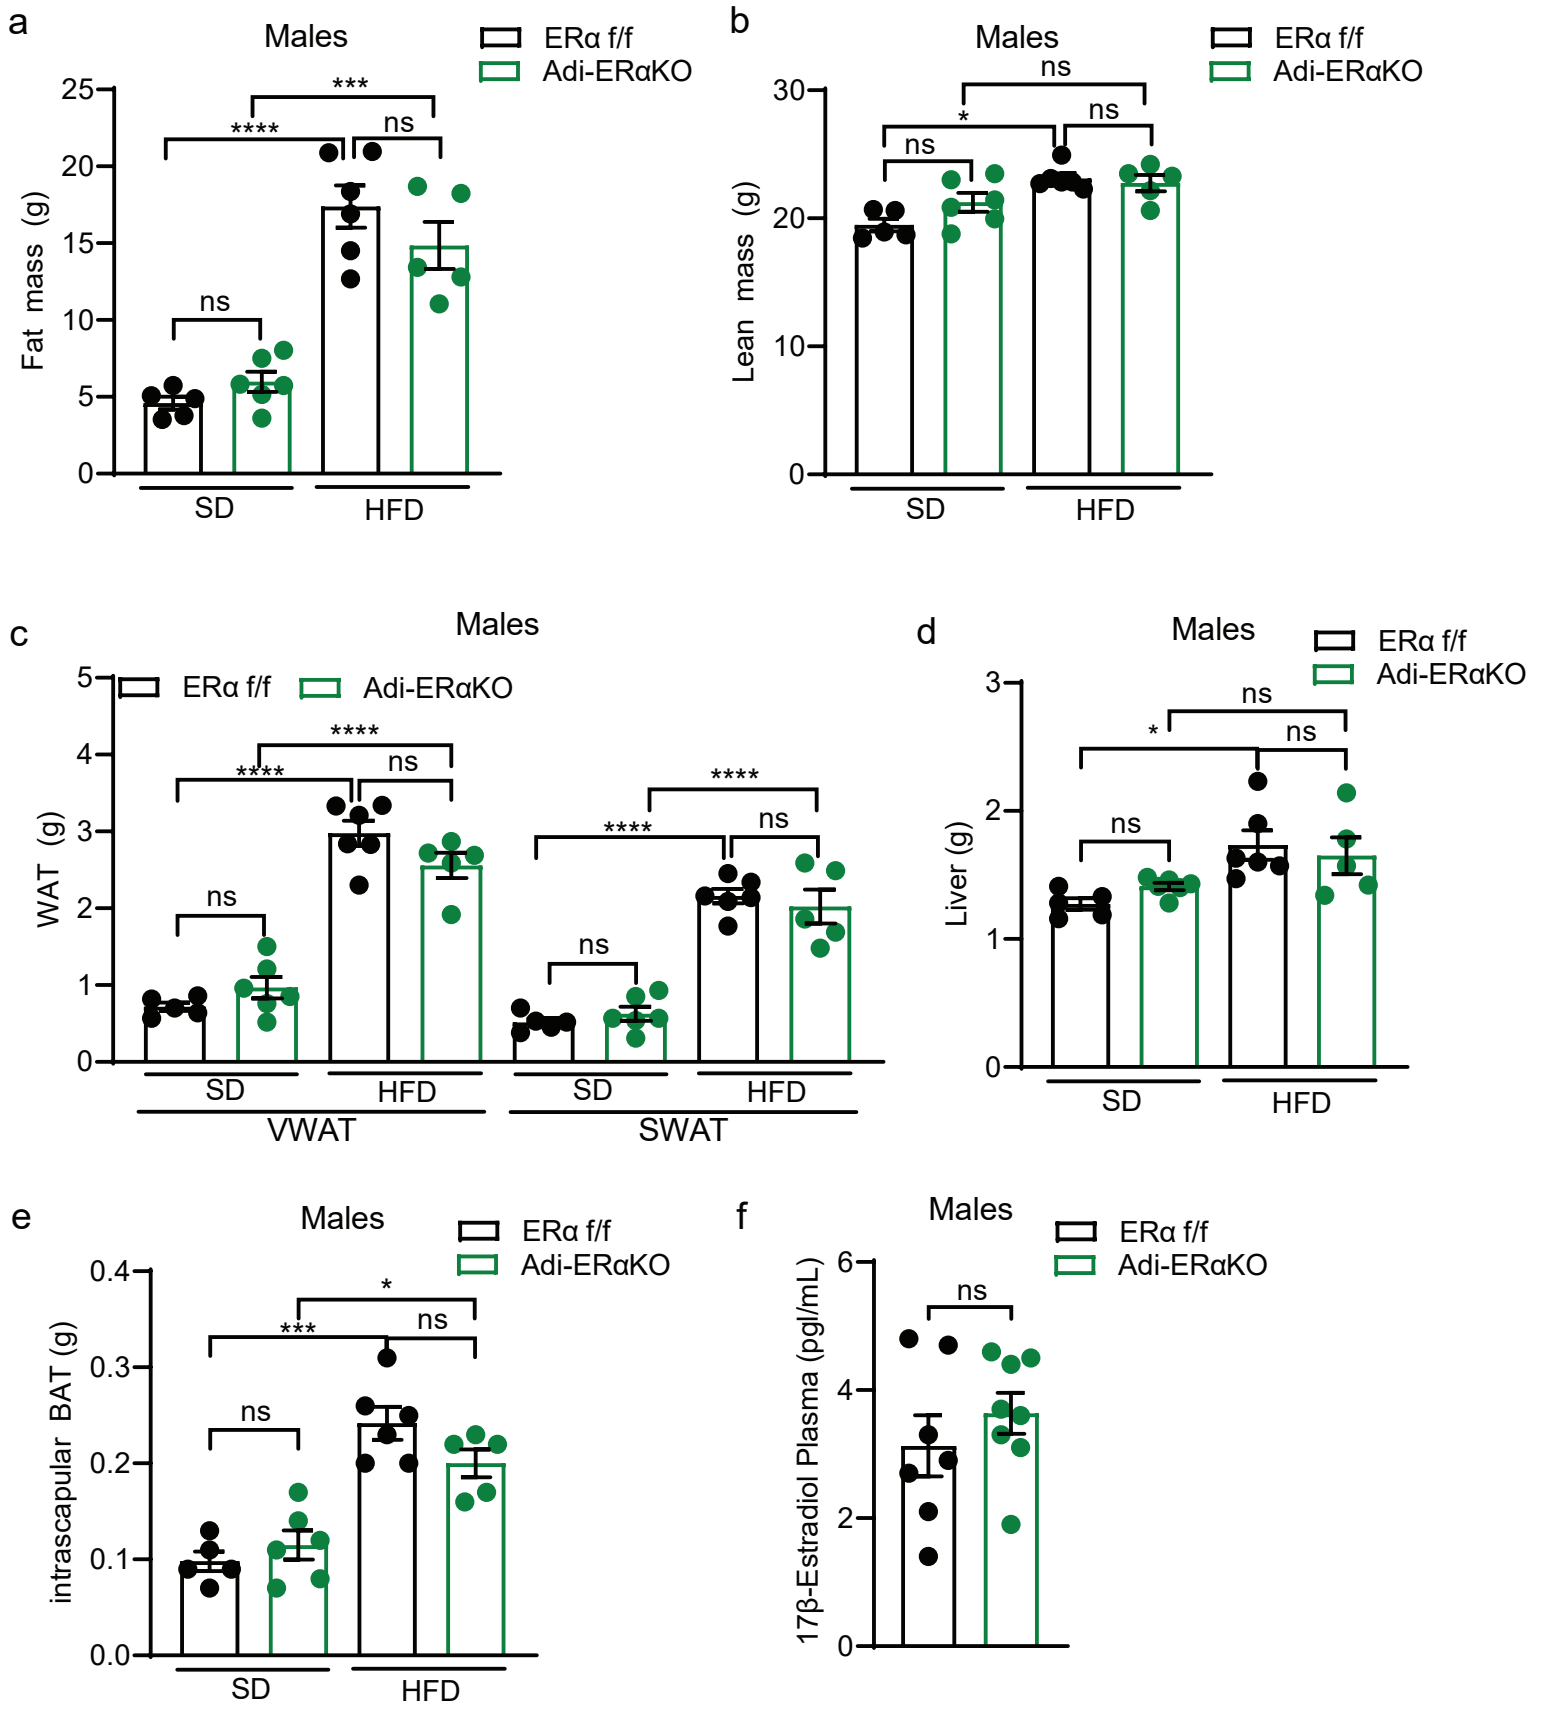 a
Males
ERα f/f
Adi-ERαKO
Fat mass (g)
25
20
15
10
5
0
***
****
ns
ns
SD
HFD
b
Males
ERα f/f
Adi-ERαKO
Lean mass (g)
30
20
10
0
ns
*
ns
ns
SD
HFD
c
Males
ERα f/f
Adi-ERαKO
WAT (g)
5
4
3
2
1
0
****
****
ns
ns
****
****
ns
ns
SD
HFD
SD
HFD
VWAT
SWAT
d
Males
ERα f/f
Adi-ERαKO
Liver (g)
3
2
1
0
ns
*
ns
ns
SD
HFD
e
Males
ERα f/f
Adi-ERαKO
intrascapular BAT (g)
0.4
0.3
0.2
0.1
0.0
*
***
ns
ns
SD
HFD
f
Males
ERα f/f
Adi-ERαKO
17β-Estradiol Plasma (pgl/mL)
6
4
2
0
ns